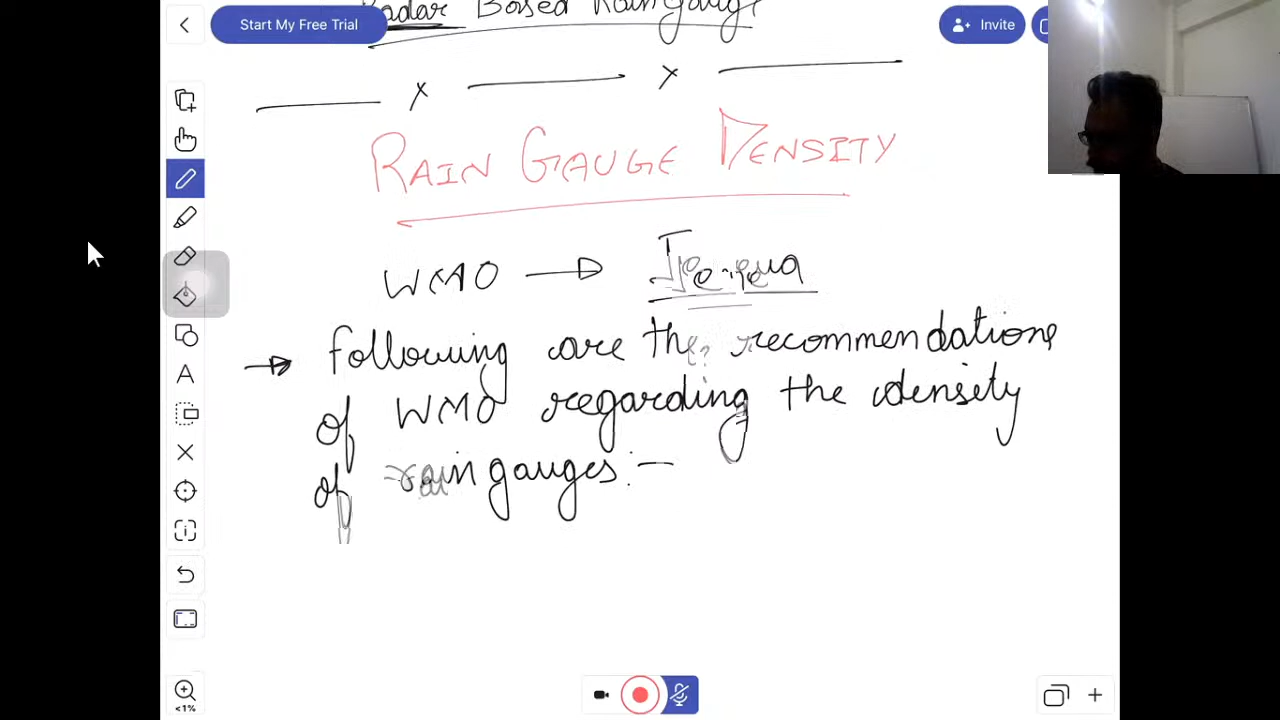 Start My Free Trial
Radar Based Raingauge
Invite
x x
RAIN GAUGE DENSITY
WMO →
→ following are the recommendations
of WMO regarding the density
of rain gauges :-
A
<1%